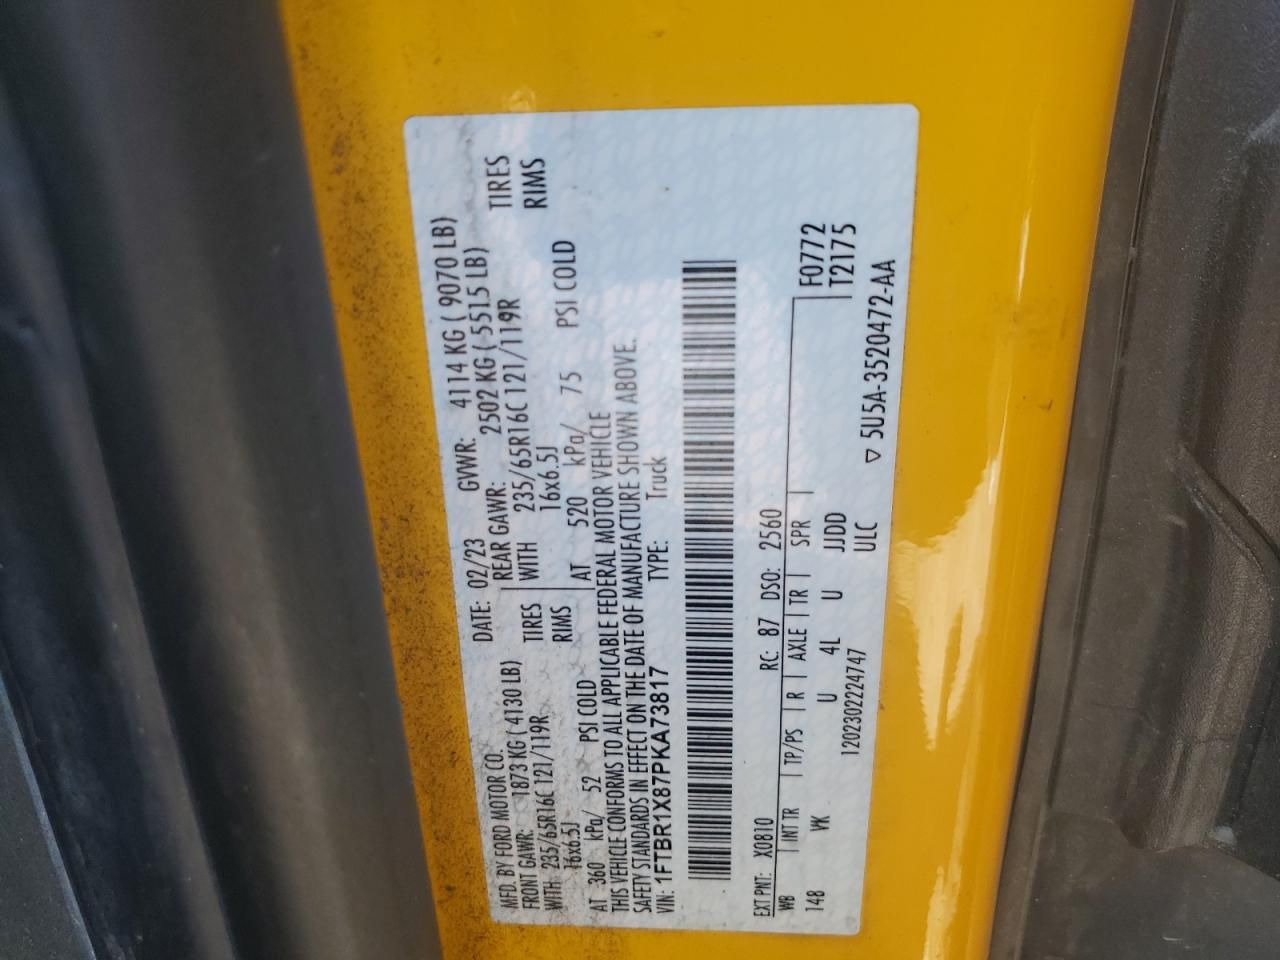 MFD. BY FORD MOTOR CO. DATE: 02/23 GVWR: 4114 KG ( 9070 LB)
FRONT GAWR: 1873 KG ( 4130 LB) REAR GAWR: 2502 KG ( 5515 LB)
WITH 235/65R16C 121/119R TIRES WITH 235/65R16C 121/119R TIRES
16x6.5J RIMS 16x6.5J RIMS
AT 360 kPa/ 52 PSI COLD AT 520 kPa/ 75 PSI COLD
THIS VEHICLE CONFORMS TO ALL APPLICABLE FEDERAL MOTOR VEHICLE
SAFETY STANDARDS IN EFFECT ON THE DATE OF MANUFACTURE SHOWN ABOVE.
VIN: 1FTBR1X87PKA73817 TYPE: Truck
EXT PNT: X0810 RC: 87 DSO: 2560
WB | INT TR | TP/PS | R | AXLE | TR | SPR | F0772
148 VK U 4L U JJDD T2175
1202302224747 ULC
▽ 5U5A-3520472-AA